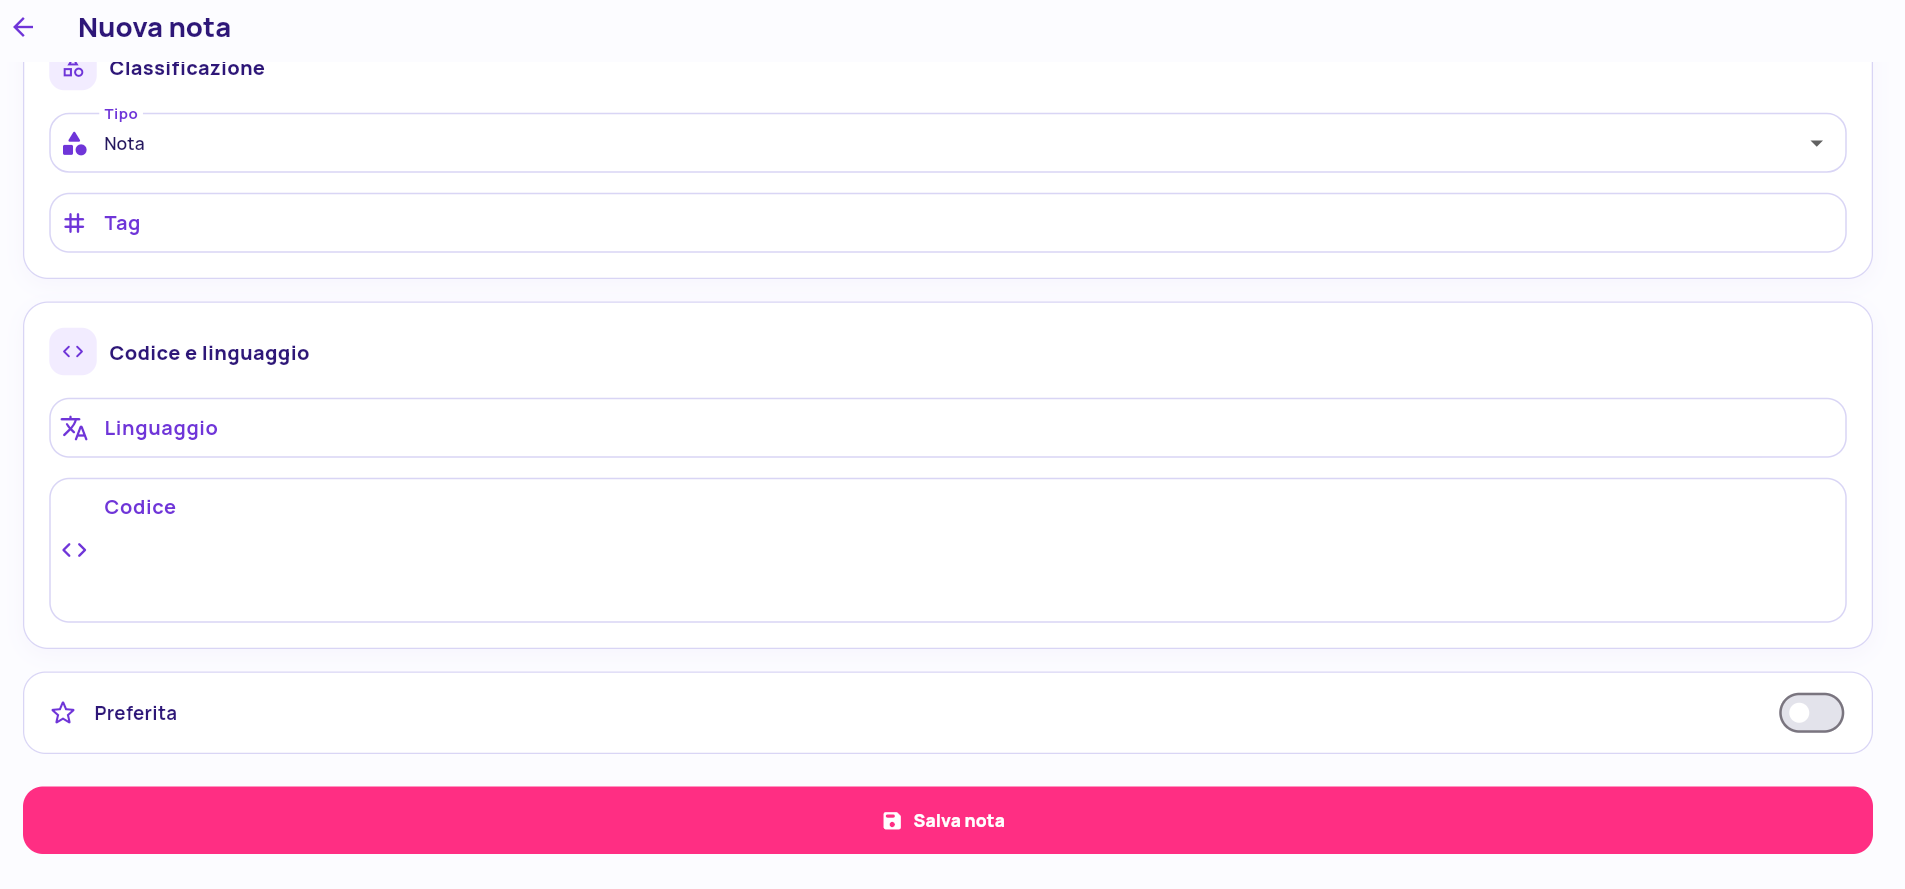 Nuova nota
Classificazione
Tipo
Nota
Tag
Codice e linguaggio
Linguaggio
Codice
Preferita
Salva nota